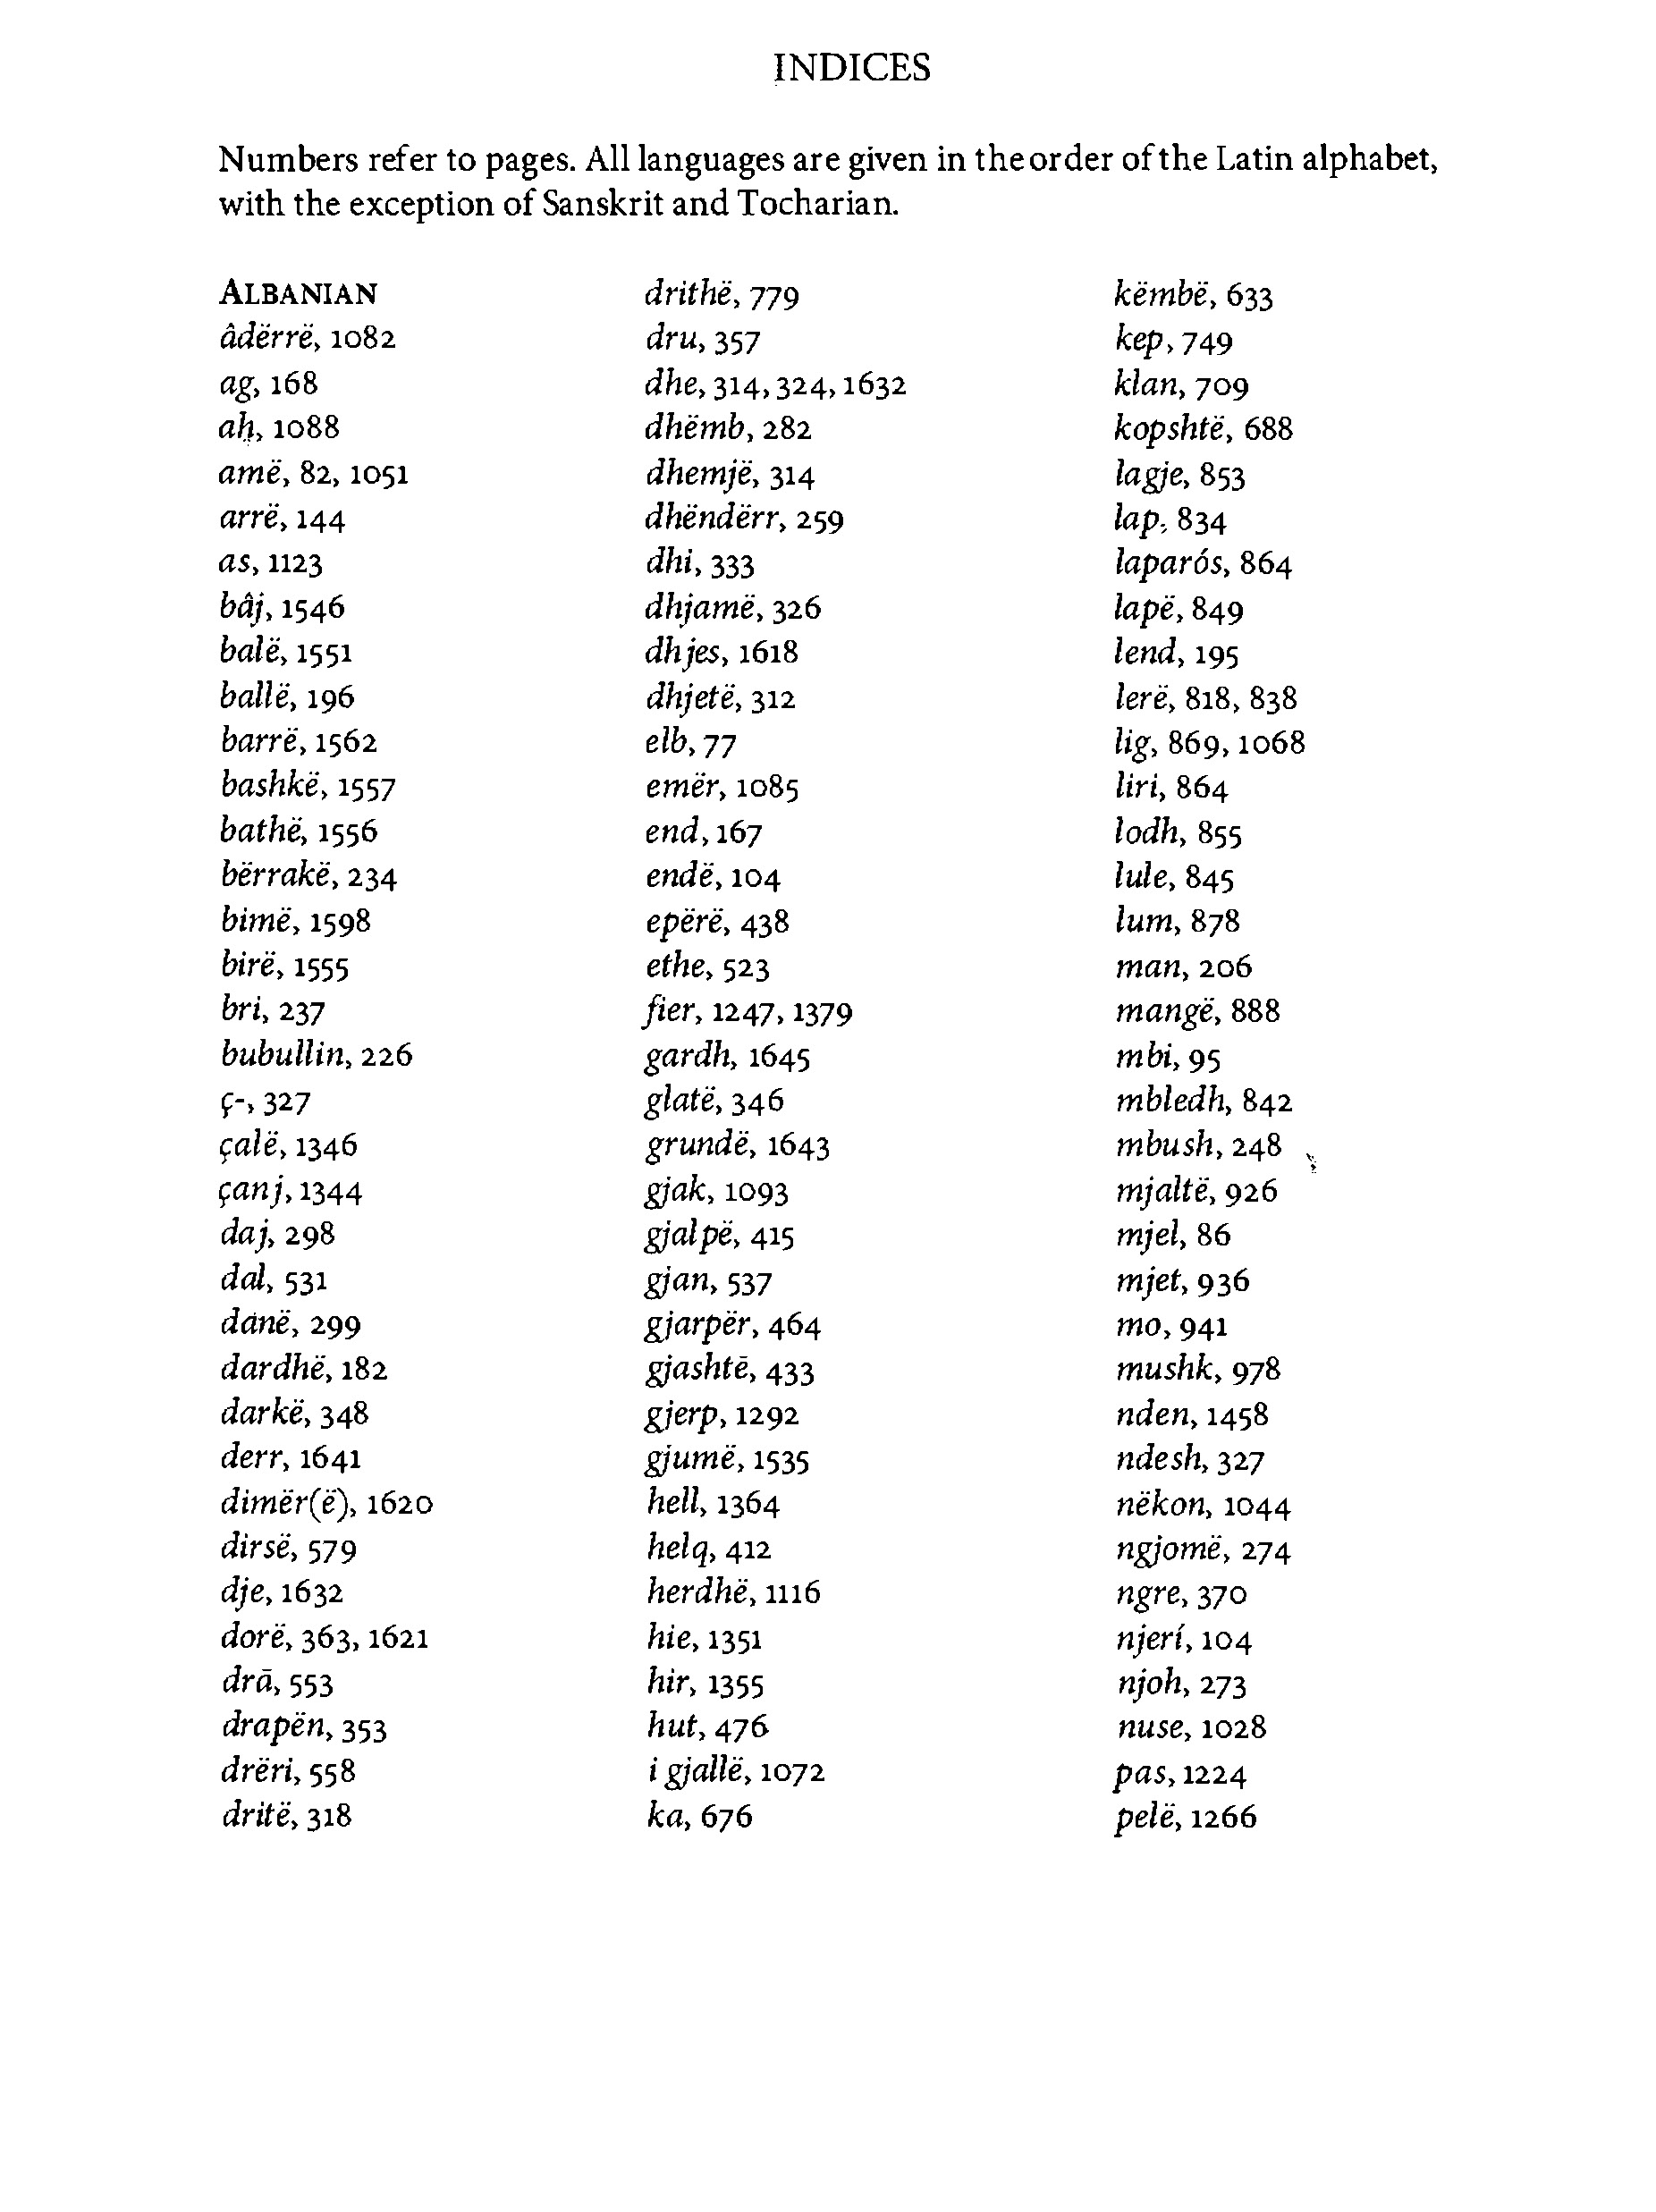 INDICES
Numbers refer to pages. All languages are given in the order of the Latin alphabet,
with the exception of Sanskrit and Tocharian.
ALBANIAN
âdërrë, 1082
ag, 168
ah, 1088
amë, 82, 1051
arrë, 144
as, 1123
bâj, 1546
balë, 1551
ballë, 196
barrë, 1562
bashkë, 1557
bathë, 1556
bërrakë, 234
bimë, 1598
birë, 1555
bri, 237
bubullin, 226
ç-, 327
çalë, 1346
çanj, 1344
daj, 298
dal, 531
danë, 299
dardhë, 182
darkë, 348
derr, 1641
dimër(ë), 1620
dirsë, 579
dje, 1632
dorë, 363, 1621
drā, 553
drapën, 353
drëri, 558
dritë, 318
drithë, 779
dru, 357
dhe, 314, 324, 1632
dhëmb, 282
dhemjë, 314
dhëndërr, 259
dhi, 333
dhjamë, 326
dhjes, 1618
dhjetë, 312
elb, 77
emër, 1085
end, 167
endë, 104
epërë, 438
ethe, 523
fier, 1247, 1379
gardh, 1645
glatë, 346
grundë, 1643
gjak, 1093
gjalpë, 415
gjan, 537
gjarpër, 464
gjashtē, 433
gjerp, 1292
gjumë, 1535
hell, 1364
helq, 412
herdhë, 1116
hie, 1351
hir, 1355
hut, 476
i gjallë, 1072
ka, 676
këmbë, 633
kep, 749
klan, 709
kopshtë, 688
lagje, 853
lap, 834
laparós, 864
lapë, 849
lend, 195
lerë, 818, 838
lig, 869, 1068
liri, 864
lodh, 855
lule, 845
lum, 878
man, 206
mangë, 888
mbi, 95
mbledh, 842
mbush, 248
mjaltë, 926
mjel, 86
mjet, 936
mo, 941
mushk, 978
nden, 1458
ndesh, 327
nëkon, 1044
ngjomë, 274
ngre, 370
njerí, 104
njoh, 273
nuse, 1028
pas, 1224
pelë, 1266